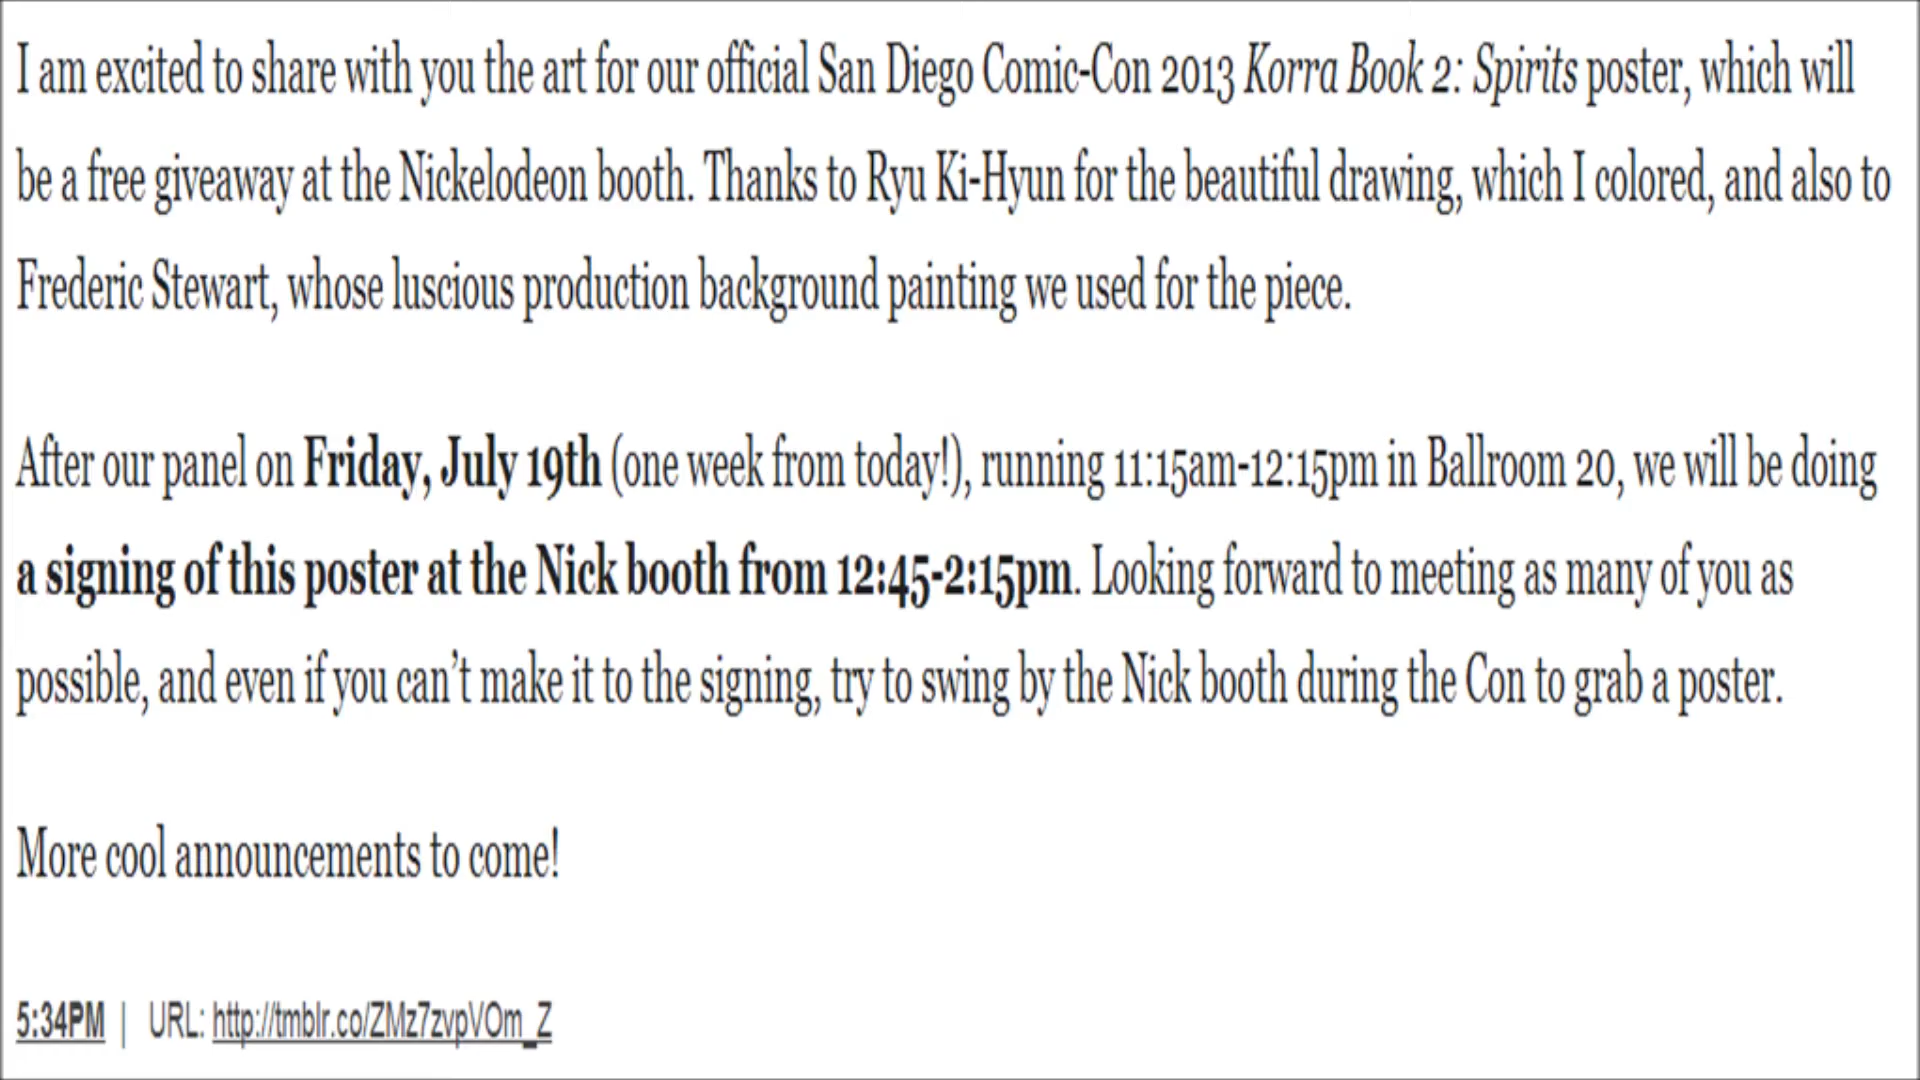 I am excited to share with you the art for our official San Diego Comic-Con 2013 Korra Book 2: Spirits poster, which will
be a free giveaway at the Nickelodeon booth. Thanks to Ryu Ki-Hyun for the beautiful drawing, which I colored, and also to
Frederic Stewart, whose luscious production background painting we used for the piece.
After our panel on Friday, July 19th (one week from today!), running 11:15am-12:15pm in Ballroom 20, we will be doing
a signing of this poster at the Nick booth from 12:45-2:15pm. Looking forward to meeting as many of you as
possible, and even if you can’t make it to the signing, try to swing by the Nick booth during the Con to grab a poster.
More cool announcements to come!
5:34PM | URL: http://tmblr.co/ZMz7zvpVOm_Z